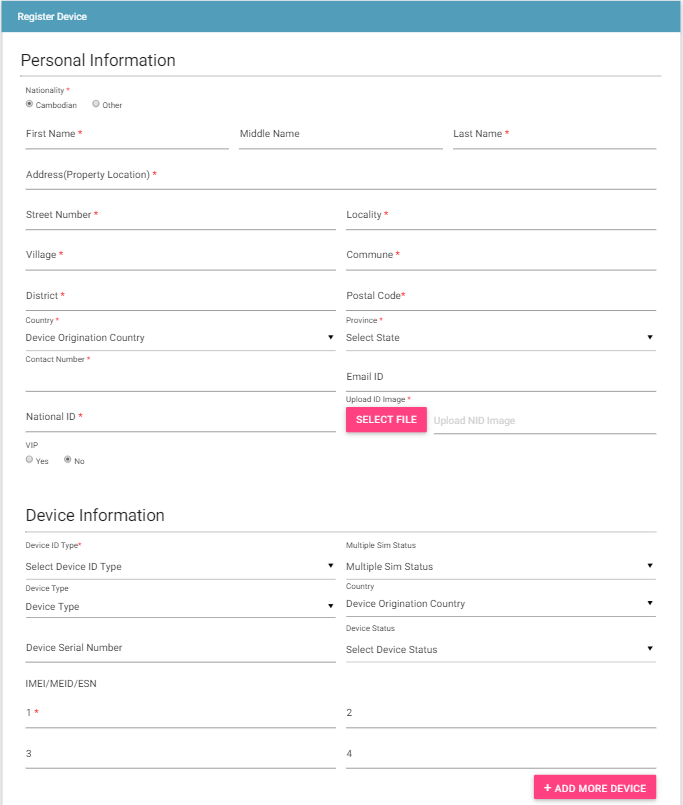 Register Device
Personal Information
Nationality *
Cambodian Other
First Name * Middle Name Last Name *
Address(Property Location) *
Street Number * Locality *
Village * Commune *
District * Postal Code*
Country * Province *
Device Origination Country Select State
Contact Number *
Email ID
Upload ID Image *
National ID * SELECT FILE Upload NID Image
VIP
Yes No
Device Information
Device ID Type* Multiple Sim Status
Select Device ID Type Multiple Sim Status
Device Type Country
Device Type Device Origination Country
Device Status
Device Serial Number Select Device Status
IMEI/MEID/ESN
1 * 2
3 4
+ ADD MORE DEVICE